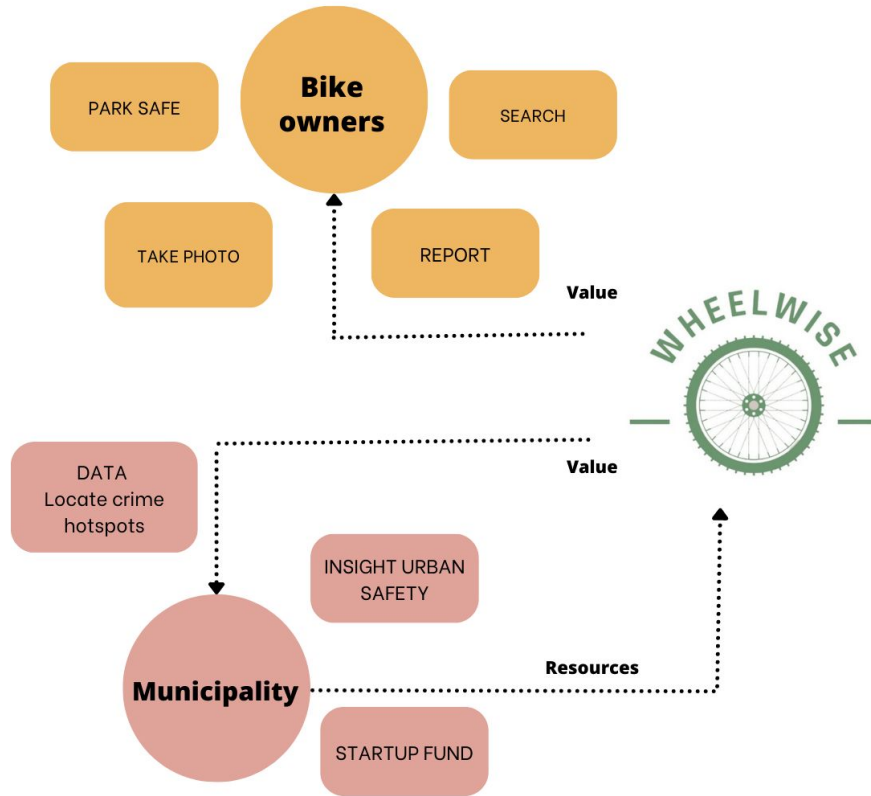 Bike
owners
PARK SAFE
SEARCH
TAKE PHOTO
REPORT
Value
WHEELWISE
Value
DATA
Locate crime
hotspots
INSIGHT URBAN
SAFETY
Resources
Municipality
STARTUP FUND